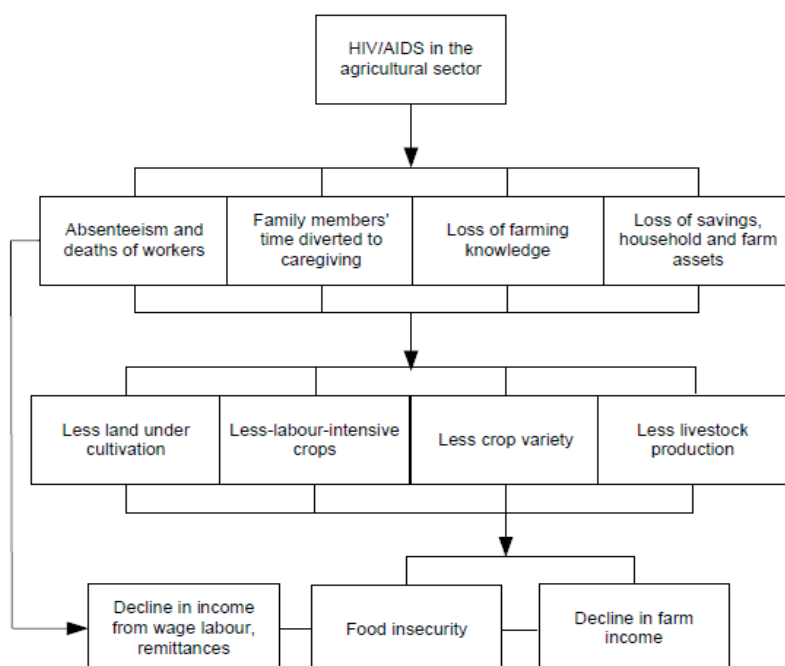 HIV/AIDS in the
agricultural sector
Absenteeism and
deaths of workers
Family members'
time diverted to
caregiving
Loss of farming
knowledge
Loss of savings,
household and farm
assets
Less land under
cultivation
Less-labour-intensive
crops
Less crop variety
Less livestock
production
Decline in income
from wage labour,
remittances
Food insecurity
Decline in farm
income